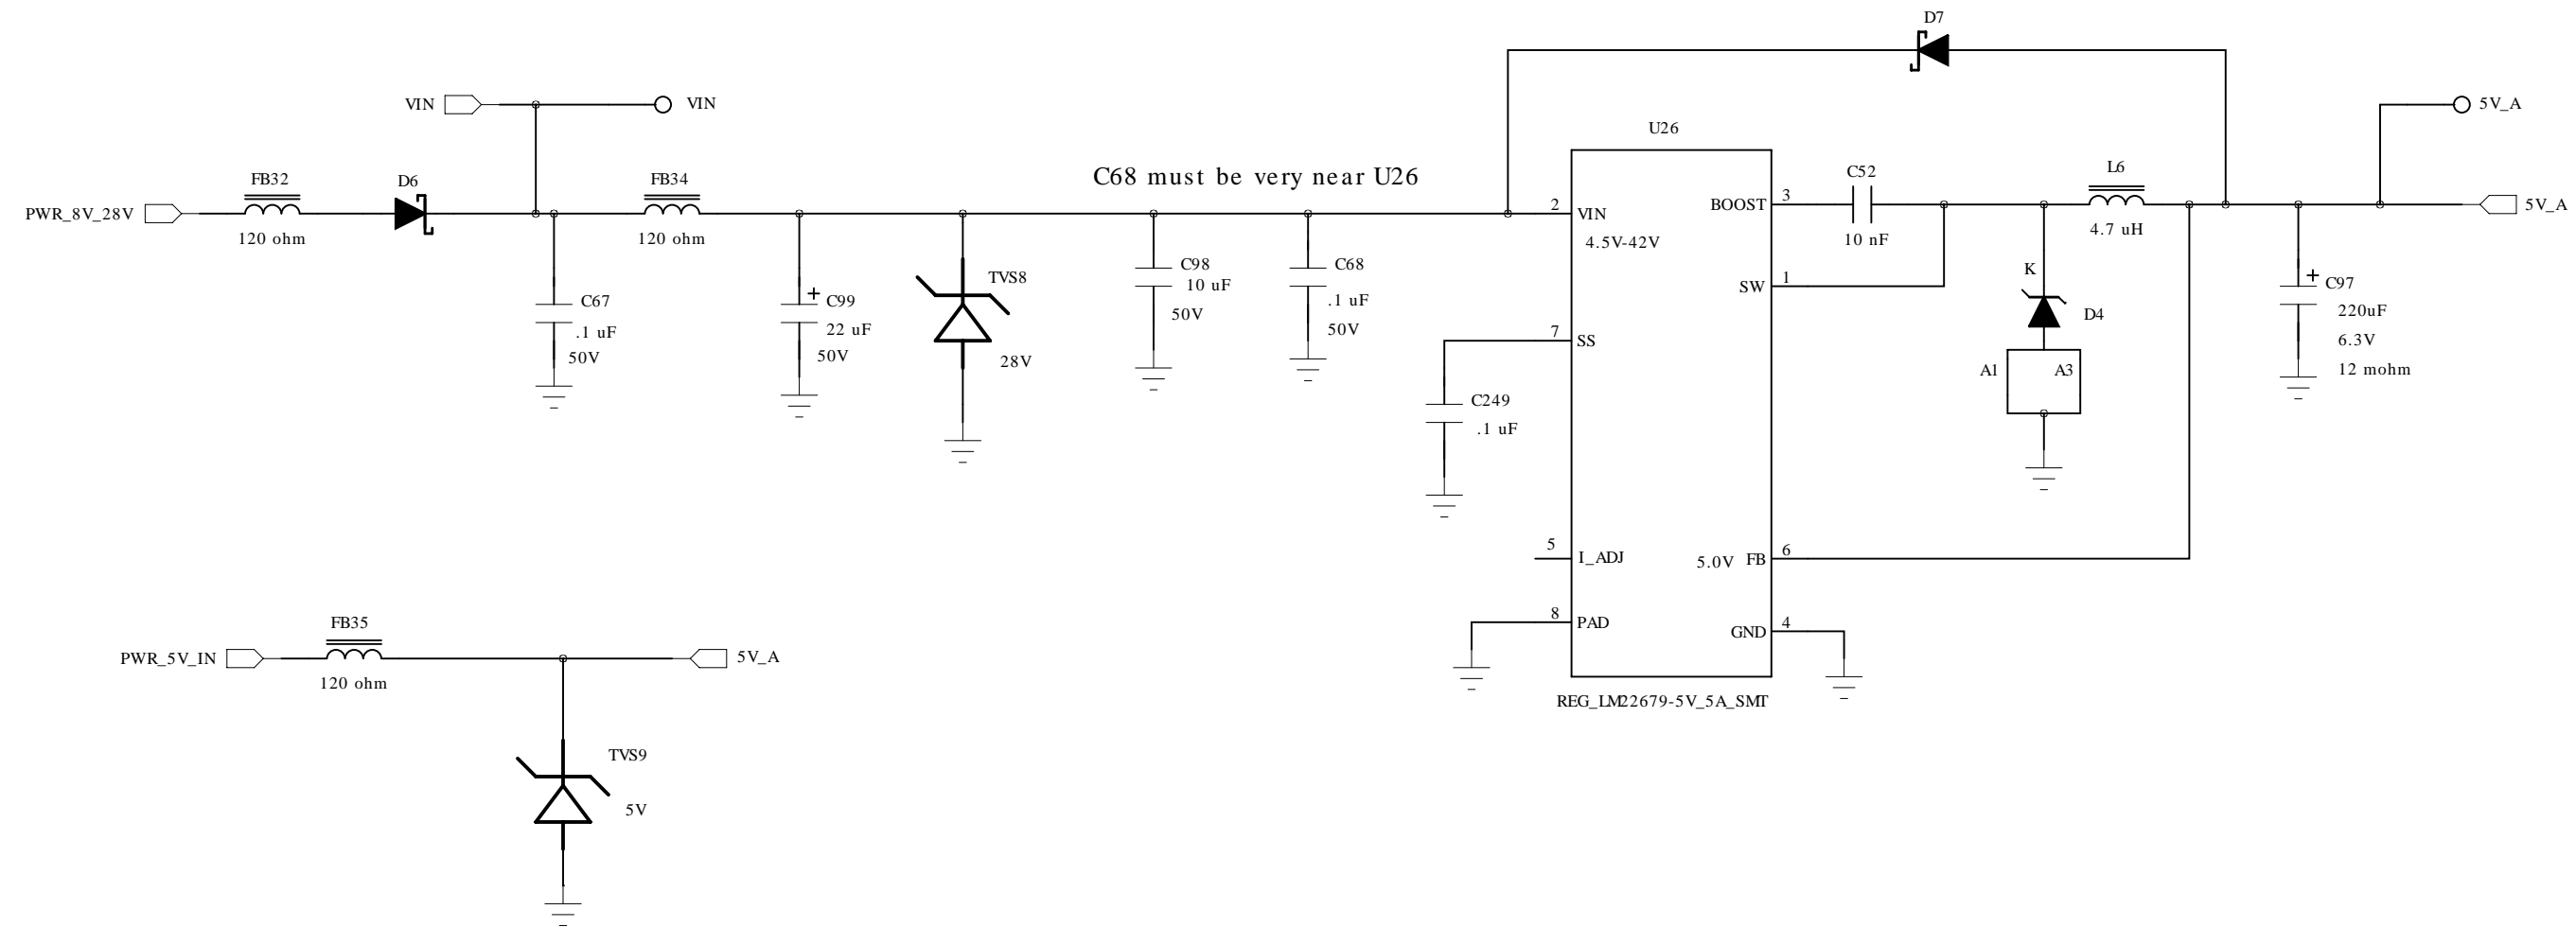 D7
VIN
VIN
5V_A
U26
C68 must be very near U26
FB32
D6
FB34
C52
L6
PWR_8V_28V
120 ohm
120 ohm
2
VIN
4.5V-42V
BOOST
3
10 nF
4.7 uH
5V_A
C67
.1 uF
50V
C99
22 uF
50V
TVS8
28V
C98
10 uF
50V
C68
.1 uF
50V
SW
1
K
D4
A1
A3
C97
220uF
6.3V
12 mohm
7
SS
C249
.1 uF
5
I_ADJ
5.0V
FB
6
8
PAD
GND
4
REG_LM22679-5V_5A_SMT
FB35
PWR_5V_IN
120 ohm
5V_A
TVS9
5V
+
+